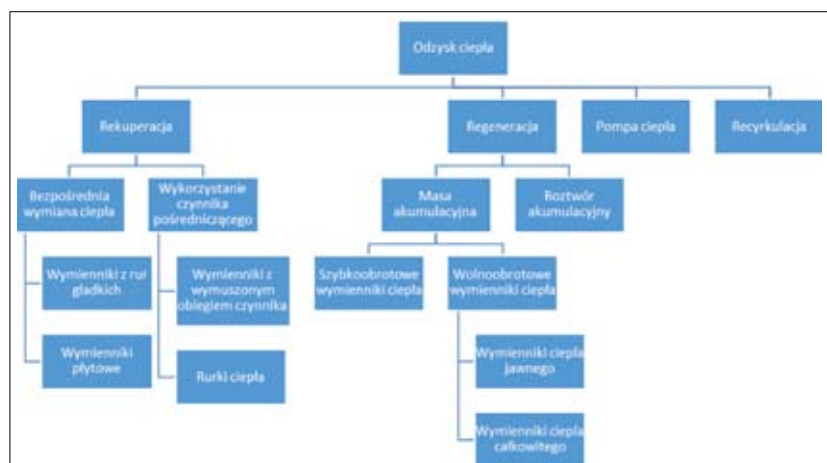 Odzysk ciepła
Rekuperacja
Regeneracja
Pompa ciepła
Recyrkulacja
Bezpośrednia
wymiana ciepła
Wykorzystanie
czynnika
pośredniczącego
Masa
akumulacyjna
Roztwór
akumulacyjny
Wymienniki z rur
gładkich
Wymienniki z
wymuszonym
obiegiem czynnika
Szybkoobrotowe
wymienniki ciepła
Wolnoobrotowe
wymienniki ciepła
Wymienniki
płytowe
Rurki ciepła
Wymienniki ciepła
jawnego
Wymienniki ciepła
całkowitego